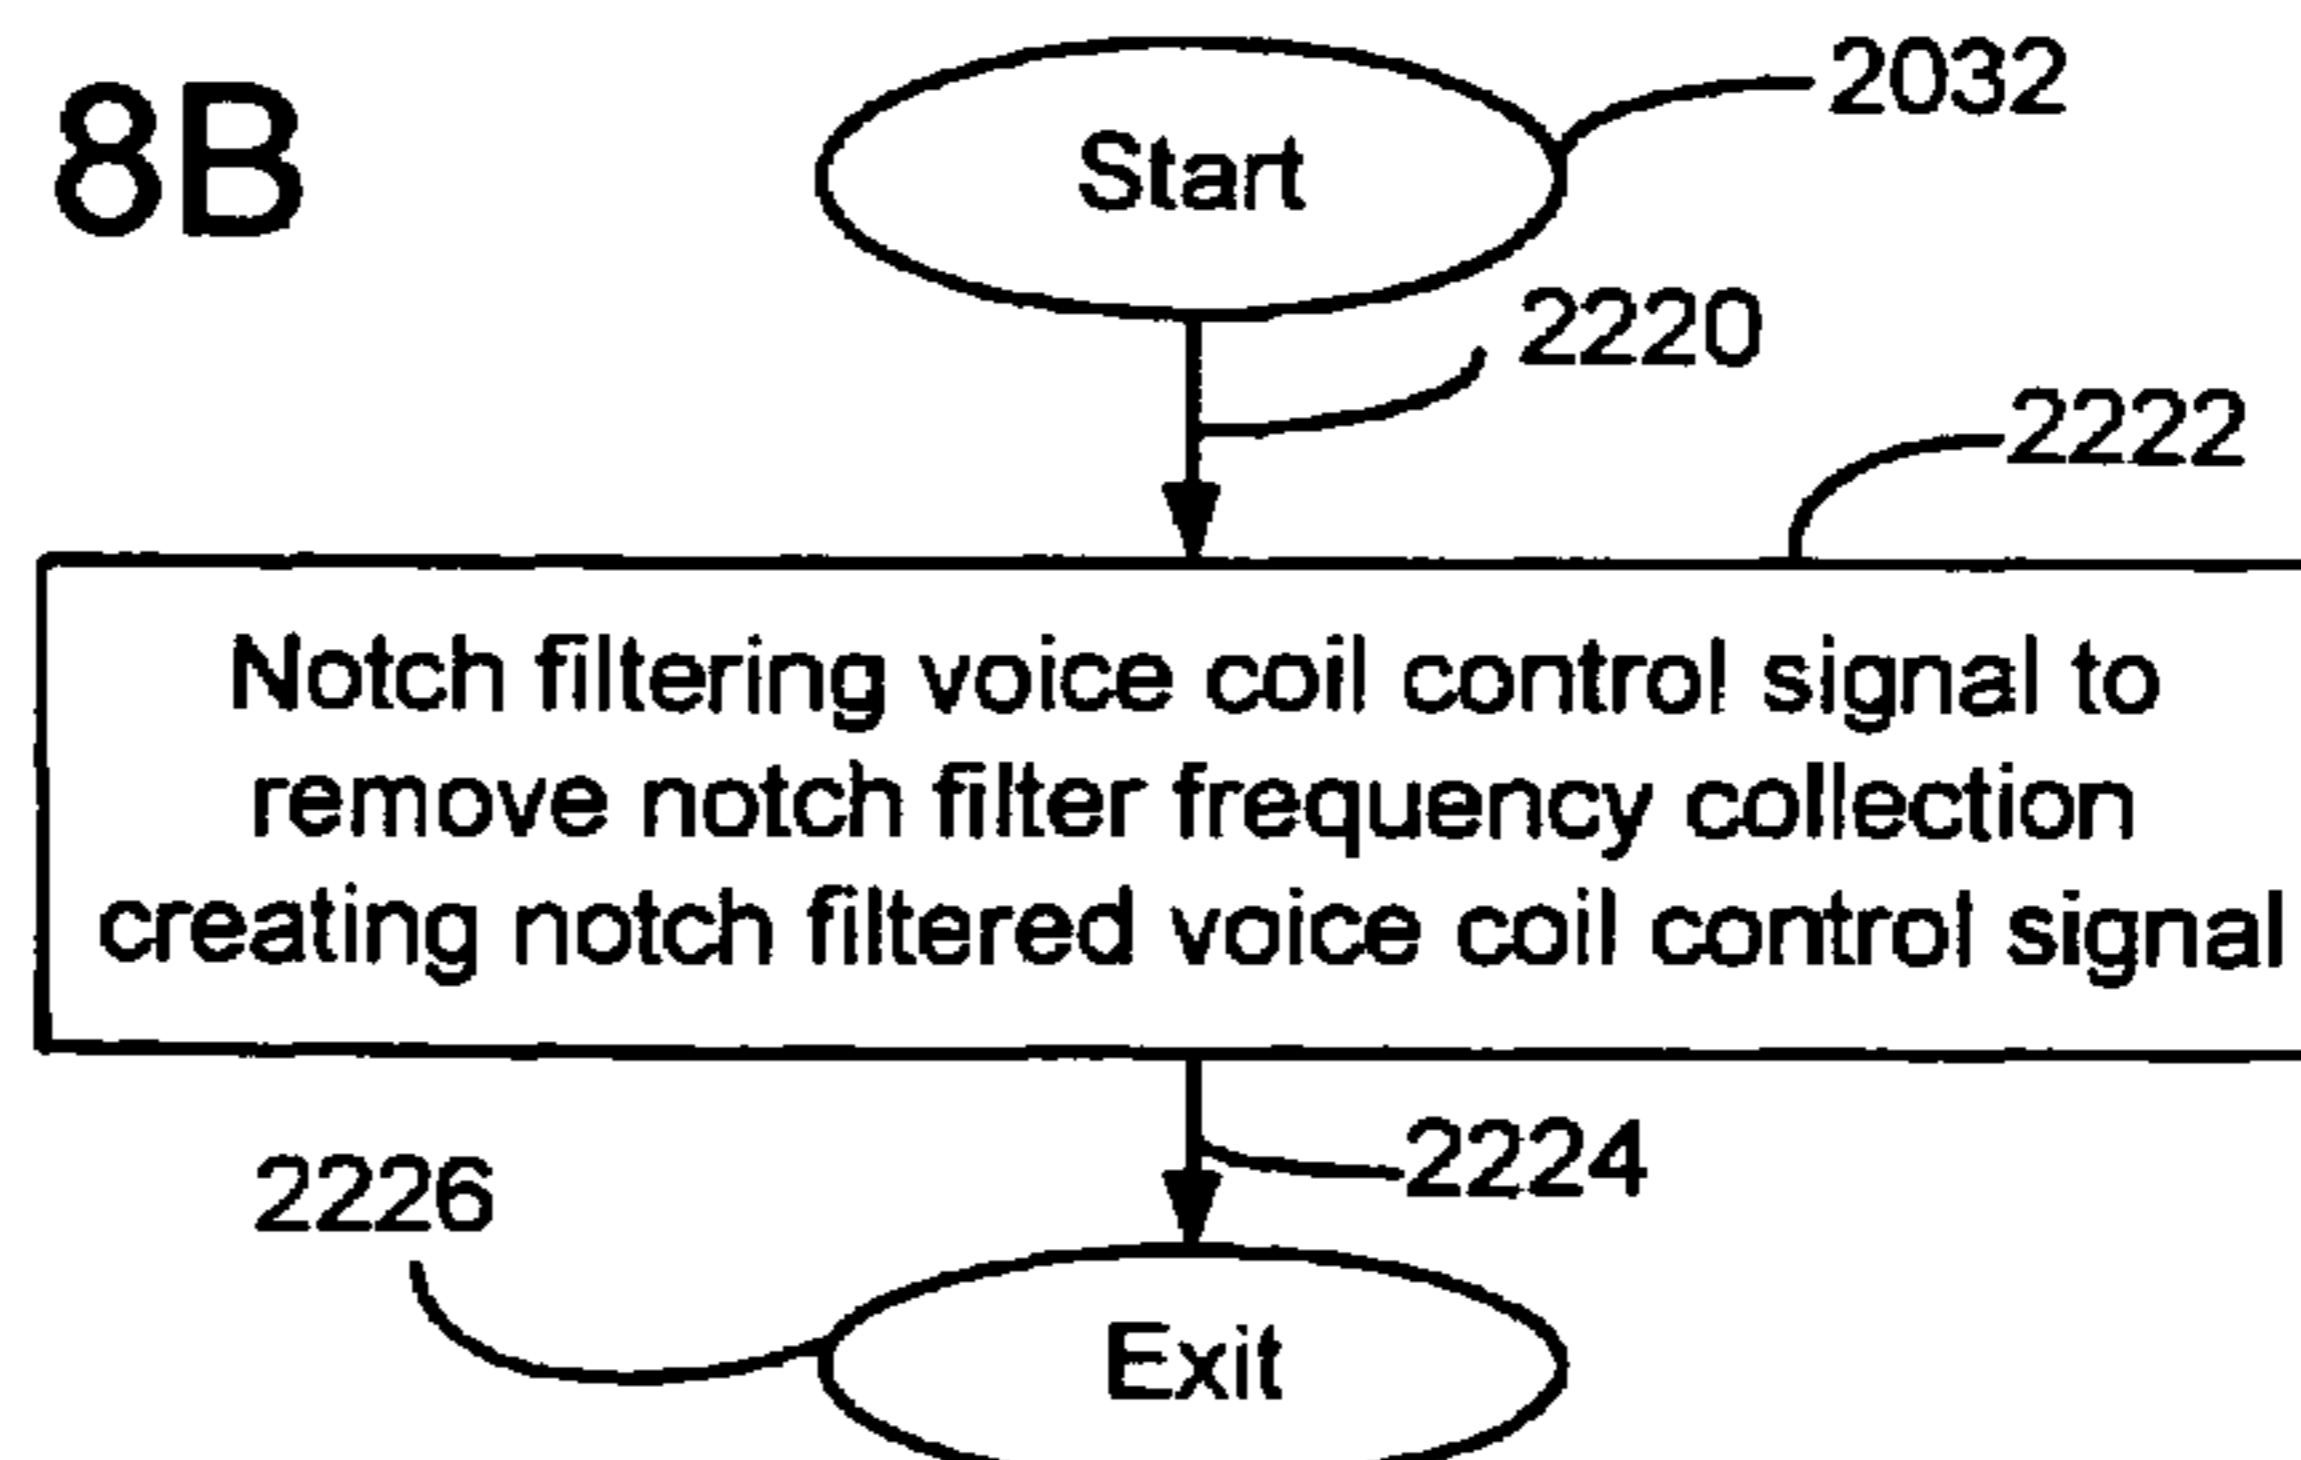 8B
Start
2032
2220
2222
Notch filtering voice coil control signal to
remove notch filter frequency collection
creating notch filtered voice coil control signal
2224
2226
Exit